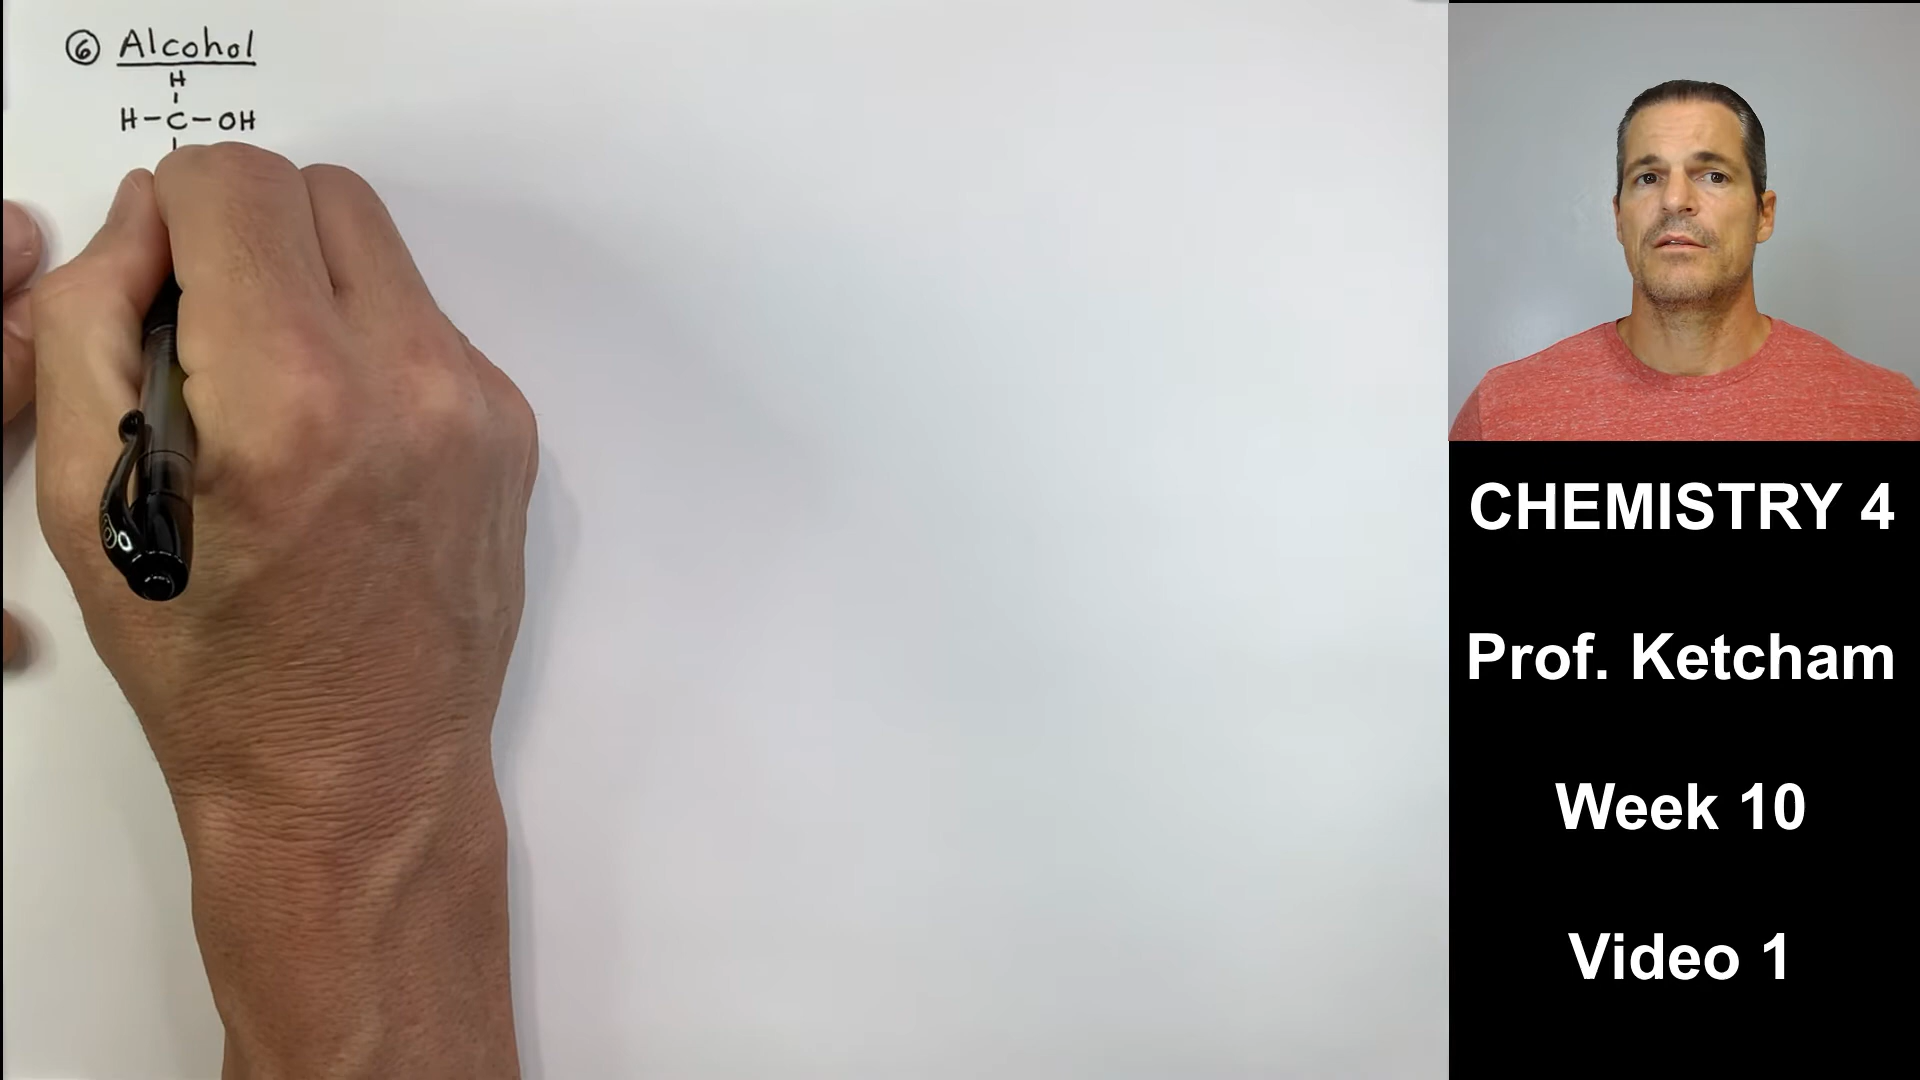 ⑥ Alcohol
H
H-C-OH
CHEMISTRY 4
Prof. Ketcham
Week 10
Video 1